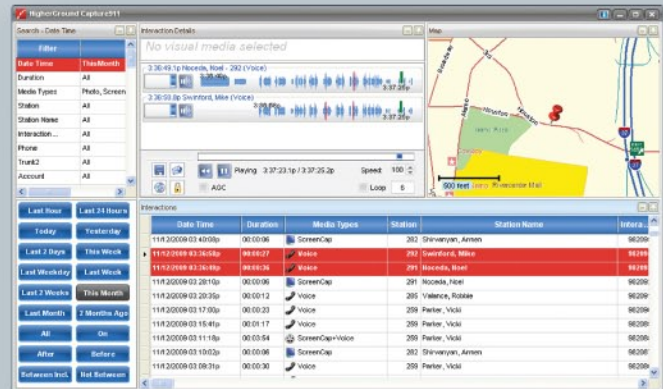 HigherGround Capture911
Search - Date Time
Filter
Date Time ThisMonth
Duration All
Media Types Photo, Screen
Station All
Station Name All
Interaction ... All
Phone All
Trunk2 All
Account All
Last Hour Last 24 Hours
Today Yesterday
Last 2 Days This Week
Last Weekday Last Week
Last 2 Weeks This Month
Last Month 2 Months Ago
All On
After Before
Between Incl. Not Between
Interaction Details
No visual media selected
3:36:49.1p Noceda, Noel - 292 (Voice)
3:37:25p
3:36:58.8p Swinford, Mike (Voice)
3:37:25p
Playing 3:37:23.1p / 3:37:25.2p Speed: 100
AGC Loop 5
Map
Newton
500 feet
Interactions
Date Time Duration Media Types Station Station Name Intera...
11/12/2009 03:40:08p 00:00:06 ScreenCap 282 Shirvanyan, Armen
11/12/2009 03:36:58p 00:00:27 Voice 292 Swinford, Mike
11/12/2009 03:36:49p 00:00:36 Voice 291 Noceda, Noel
11/12/2009 03:28:10p 00:00:06 ScreenCap 291 Noceda, Noel
11/12/2009 03:20:35p 00:00:12 Voice 285 Valance, Robbie
11/12/2009 03:17:00p 00:00:23 Voice 259 Parker, Vicki
11/12/2009 03:15:41p 00:01:17 Voice 259 Parker, Vicki
11/12/2009 03:11:18p 00:03:54 ScreenCap+Voice 259 Parker, Vicki
11/12/2009 03:10:02p 00:00:06 ScreenCap 282 Shirvanyan, Armen
11/12/2009 03:09:31p 00:00:30 Voice 259 Parker, Vicki